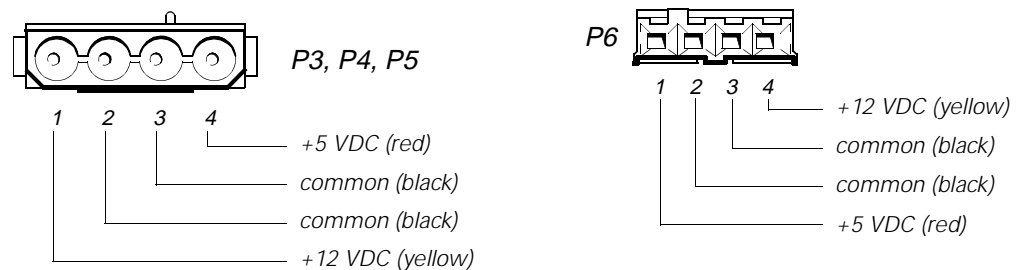 P3, P4, P5
1 2 3 4
+5 VDC (red)
common (black)
common (black)
+12 VDC (yellow)
P6
1 2 3 4
+12 VDC (yellow)
common (black)
common (black)
+5 VDC (red)